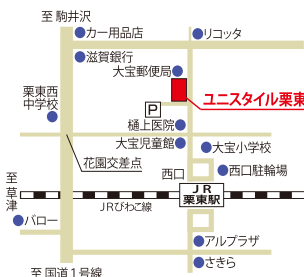 至 駒井沢
カー用品店
リコッタ
滋賀銀行
大宝郵便局
ユニスタイル栗東
栗東西
中学校
P
樋上医院
大宝児童館
大宝小学校
花園交差点
西口
西口駐輪場
至草津
JR
栗東駅
JRびわこ線
バロー
アルプラザ
さきら
至 国道1号線